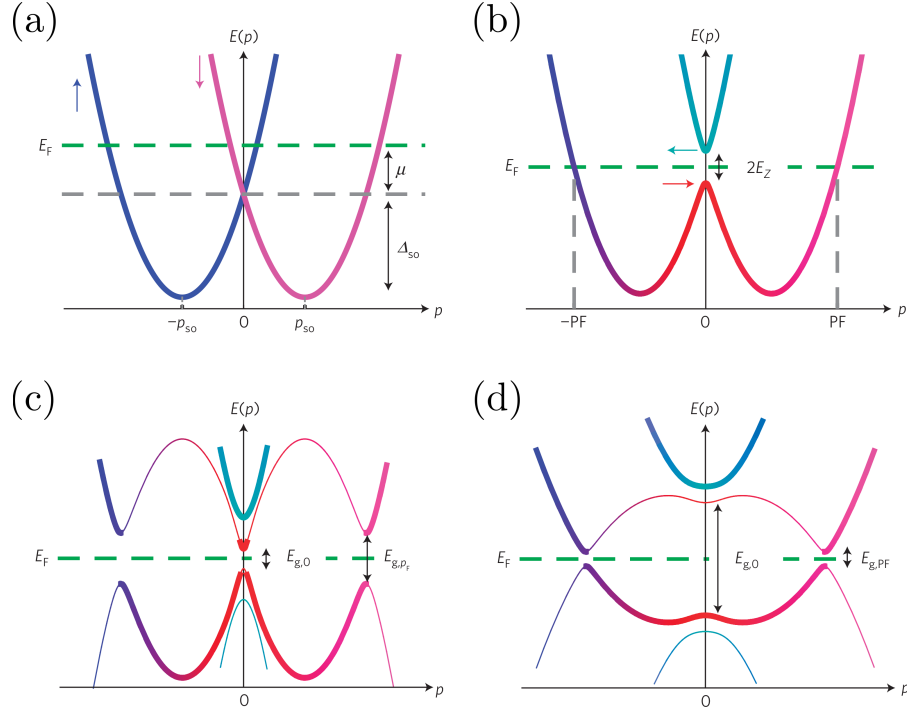 (a)
E(p)
E_F
μ
Δ_so
−p_so
0
p_so
p
(b)
E(p)
E_F
2E_Z
−PF
0
PF
p
(c)
E(p)
E_F
E_g,0
E_g,p_F
0
p
(d)
E(p)
E_F
E_g,0
E_g,PF
0
p